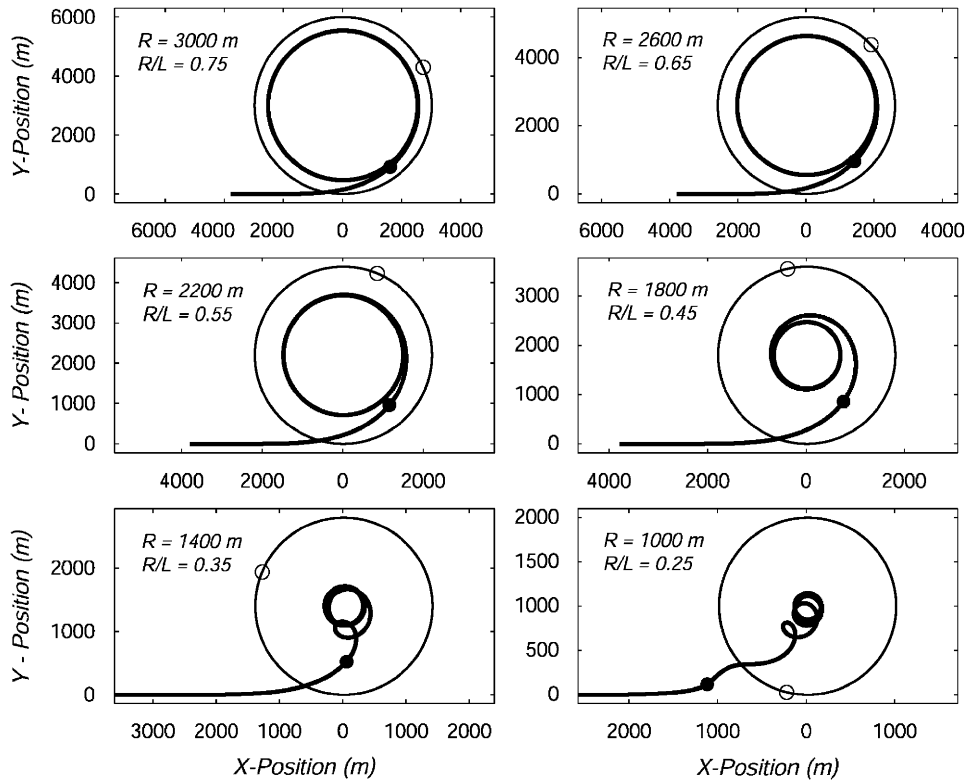 6000
R = 3000 m
R/L = 0.75
4000
2000
0
Y-Position (m)
6000 4000 2000 0 2000 4000
6000
R = 2600 m
R/L = 0.65
4000
2000
0
6000 4000 2000 0 2000 4000
4000
R = 2200 m
R/L = 0.55
3000
2000
1000
0
Y- Position (m)
4000 2000 0 2000
R = 1800 m
R/L = 0.45
3000
2000
1000
0
4000 2000 0 2000
R = 1400 m
R/L = 0.35
2000
1000
0
Y - Position (m)
3000 2000 1000 0 1000 2000
X-Position (m)
2000
R = 1000 m
R/L = 0.25
1500
1000
500
0
2000 1000 0 1000
X-Position (m)